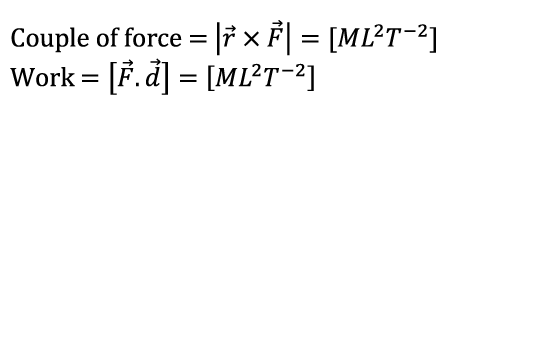 Couple of force = |r⃗ × F⃗| = [ML²T⁻²]
Work = [F⃗. d⃗] = [ML²T⁻²]